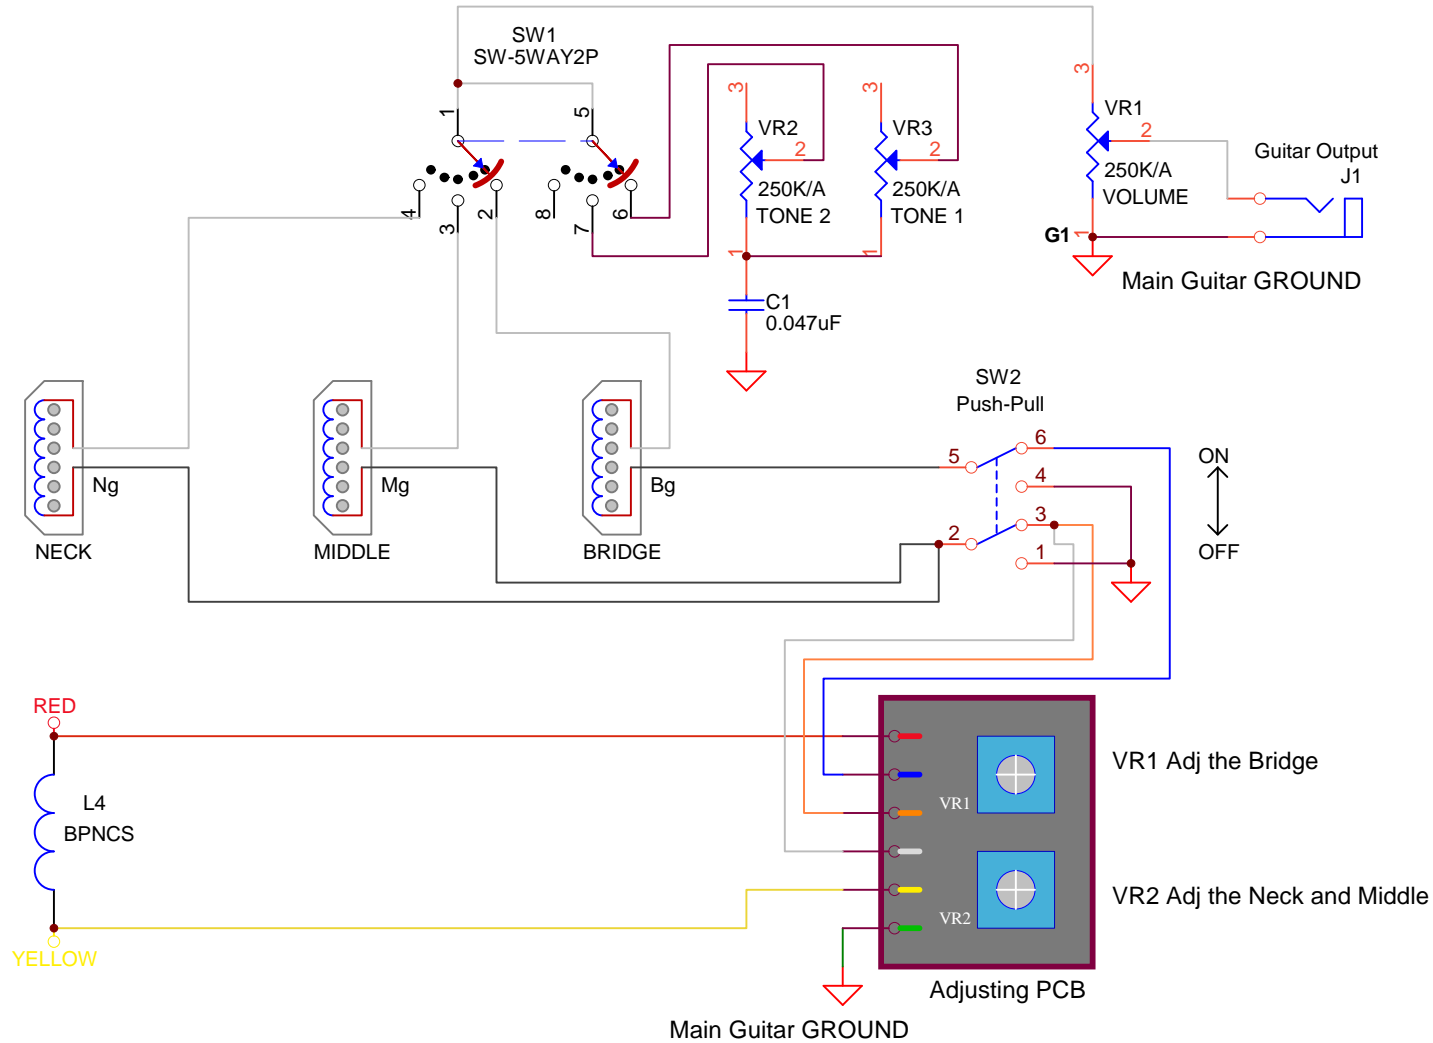 SW1
SW-5WAY2P
1
5
4
3
2
8
7
6
3
VR2
2
250K/A
TONE 2
1
3
VR3
2
250K/A
TONE 1
1
3
VR1
2
250K/A
VOLUME
G1
1
Guitar Output
J1
Main Guitar GROUND
C1
0.047uF
SW2
Push-Pull
5
6
4
2
3
1
ON
OFF
Ng
NECK
Mg
MIDDLE
Bg
BRIDGE
RED
L4
BPNCS
YELLOW
VR1
VR2
VR1 Adj the Bridge
VR2 Adj the Neck and Middle
Adjusting PCB
Main Guitar GROUND